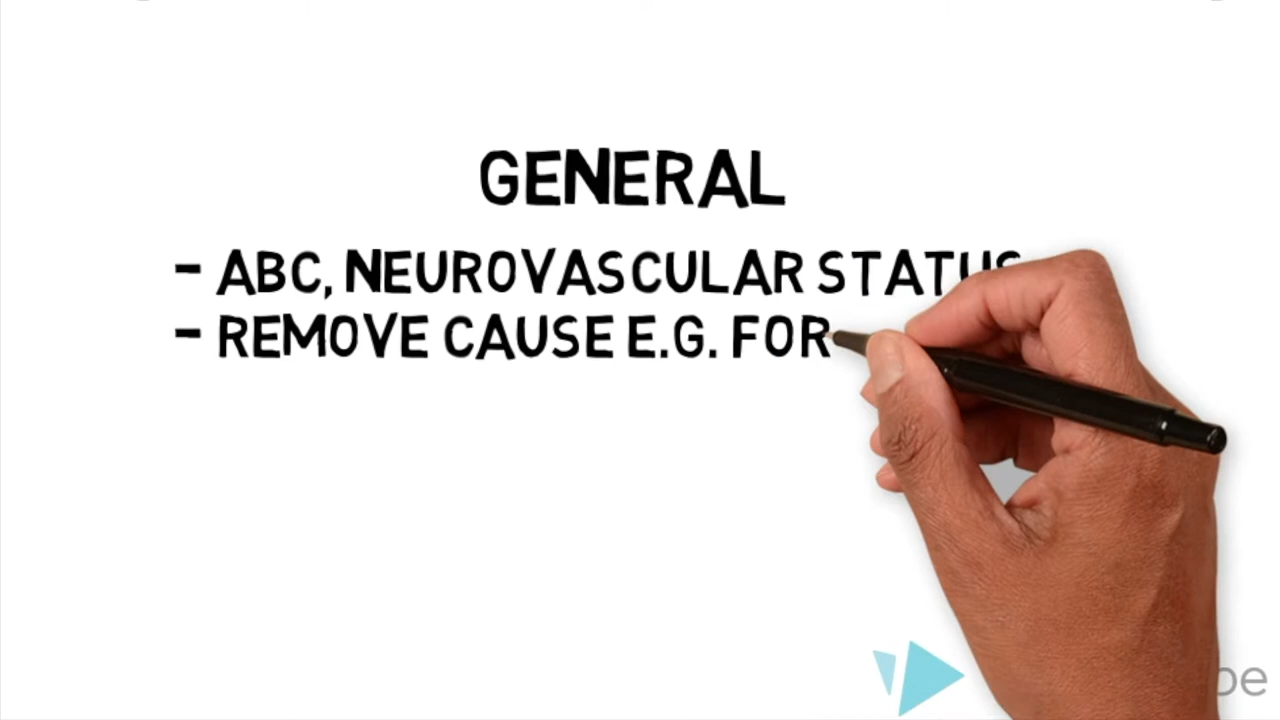 GENERAL
- ABC, NEUROVASCULAR STATUS
- REMOVE CAUSE E.G. FOR